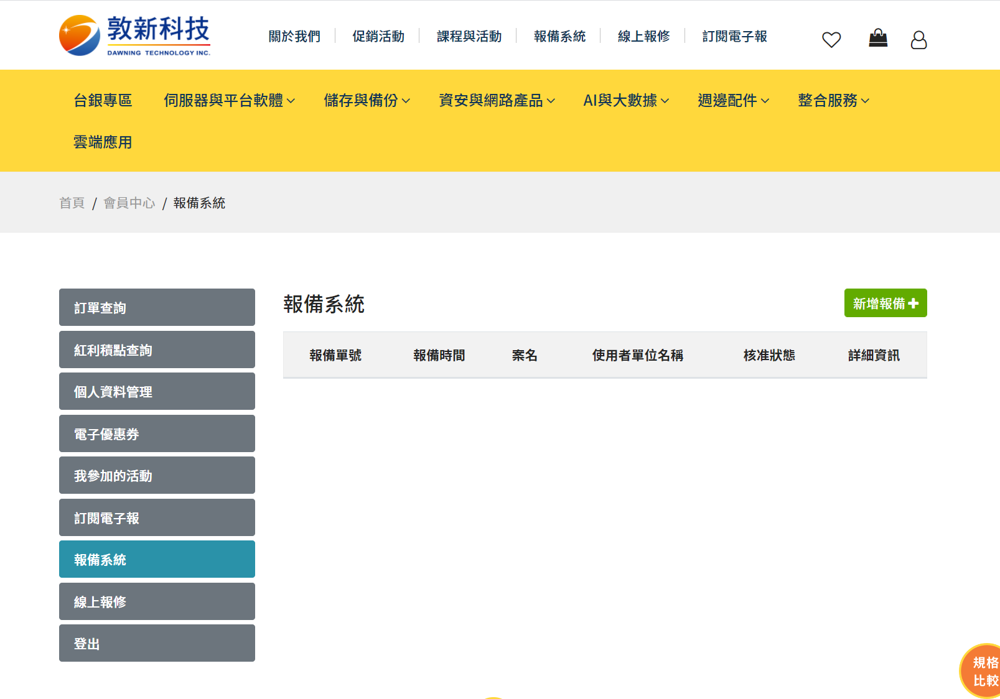 敦新科技
DAWNING TECHNOLOGY INC.
關於我們 促銷活動 課程與活動 報備系統 線上報修 訂閱電子報
台銀專區 伺服器與平台軟體 儲存與備份 資安與網路產品 AI與大數據 週邊配件 整合服務
雲端應用
首頁 / 會員中心 / 報備系統
訂單查詢
紅利積點查詢
個人資料管理
電子優惠券
我參加的活動
訂閱電子報
報備系統
線上報修
登出
報備系統
新增報備
報備單號 報備時間 案名 使用者單位名稱 核准狀態 詳細資訊
規格
比較